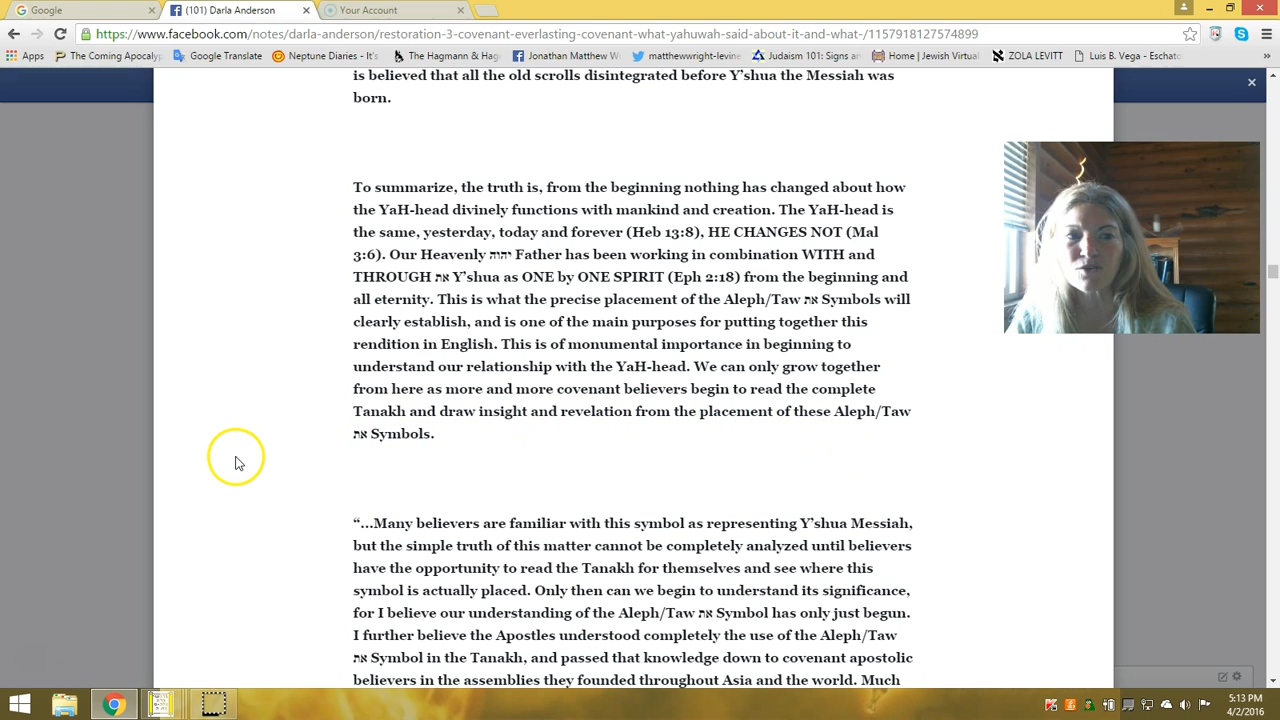 Google
(101) Darla Anderson
Your Account
https://www.facebook.com/notes/darla-anderson/restoration-3-covenant-everlasting-covenant-what-yahuwah-said-about-it-and-what-/1157918127574899
Apps
The Coming Apocalyp
Google Translate
Neptune Diaries - It's
The Hagmann & Hag
Jonathan Matthew W
matthewwright-levine
Judaism 101: Signs and
Home | Jewish Virtual
ZOLA LEVITT
Luis B. Vega - Eschato
»
is believed that all the old scrolls disintegrated before Y'shua the Messiah was
born.
To summarize, the truth is, from the beginning nothing has changed about how
the YaH-head divinely functions with mankind and creation. The YaH-head is
the same, yesterday, today and forever (Heb 13:8), HE CHANGES NOT (Mal
3:6). Our Heavenly יהוה Father has been working in combination WITH and
THROUGH את Y'shua as ONE by ONE SPIRIT (Eph 2:18) from the beginning and
all eternity. This is what the precise placement of the Aleph/Taw את Symbols will
clearly establish, and is one of the main purposes for putting together this
rendition in English. This is of monumental importance in beginning to
understand our relationship with the YaH-head. We can only grow together
from here as more and more covenant believers begin to read the complete
Tanakh and draw insight and revelation from the placement of these Aleph/Taw
את Symbols.
“…Many believers are familiar with this symbol as representing Y'shua Messiah,
but the simple truth of this matter cannot be completely analyzed until believers
have the opportunity to read the Tanakh for themselves and see where this
symbol is actually placed. Only then can we begin to understand its significance,
for I believe our understanding of the Aleph/Taw את Symbol has only just begun.
I further believe the Apostles understood completely the use of the Aleph/Taw
את Symbol in the Tanakh, and passed that knowledge down to covenant apostolic
believers in the assemblies they founded throughout Asia and the world. Much
5:13 PM
4/2/2016